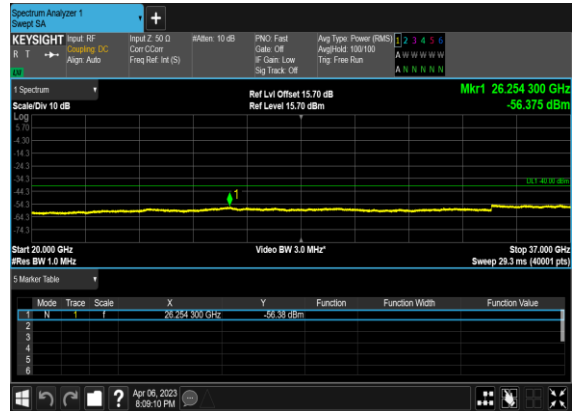 Spectrum Analyzer 1
Swept SA
+
KEYSIGHT Input: RF Input Z: 50 Ω #Atten: 10 dB PNO: Fast Avg Type: Power (RMS) 1 2 3 4 5 6
R T Coupling: DC Corr CCorr Gate: Off Avg|Hold: 100/100 A W W W W W
Align: Auto Freq Ref: Int (S) IF Gain: Low Trig: Free Run
Sig Track: Off A N N N N N
1 Spectrum Ref Lvl Offset 15.70 dB Mkr1 26.254 300 GHz
Scale/Div 10 dB Ref Level 15.70 dBm -56.375 dBm
Log
5.70
-4.30
-14.3
-24.3
-34.3
DL1 -40.00 dBm
-44.3
1
-54.3
-64.3
-74.3
Start 20.000 GHz Video BW 3.0 MHz* Stop 37.000 GHz
#Res BW 1.0 MHz Sweep 29.3 ms (40001 pts)
5 Marker Table
Mode Trace Scale X Y Function Function Width Function Value
1 N 1 f 26.254 300 GHz -56.38 dBm
2
3
4
5
6
? Apr 06, 2023
8:09:10 PM